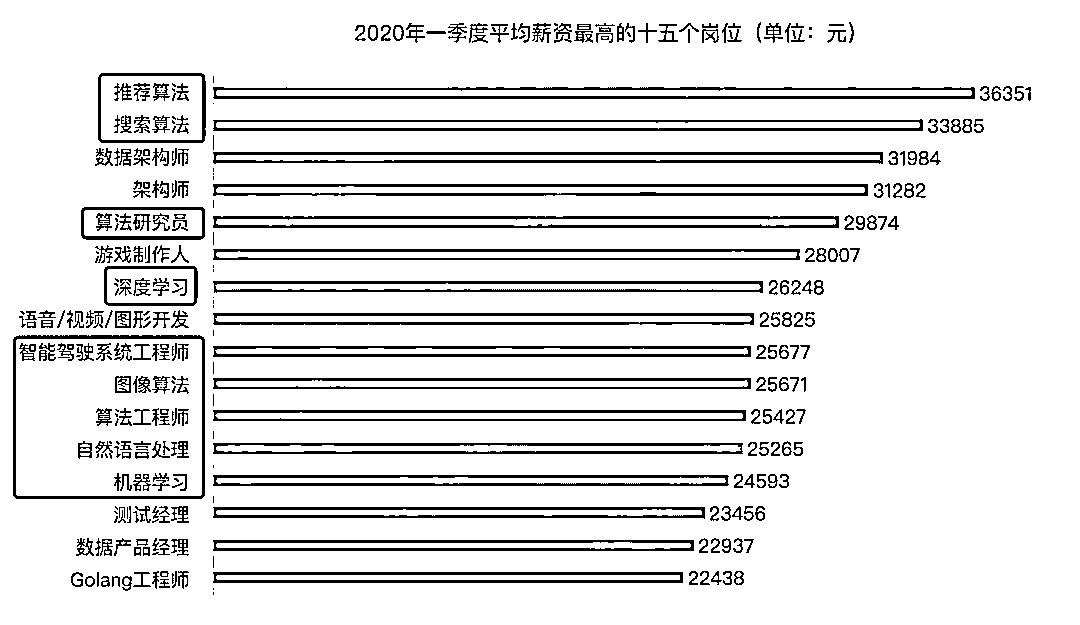 2020年一季度平均薪资最高的十五个岗位（单位：元）
推荐算法 36351
搜索算法 33885
数据架构师 31984
架构师 31282
算法研究员 29874
游戏制作人 28007
深度学习 26248
语音/视频/图形开发 25825
智能驾驶系统工程师 25677
图像算法 25671
算法工程师 25427
自然语言处理 25265
机器学习 24593
测试经理 23456
数据产品经理 22937
Golang工程师 22438